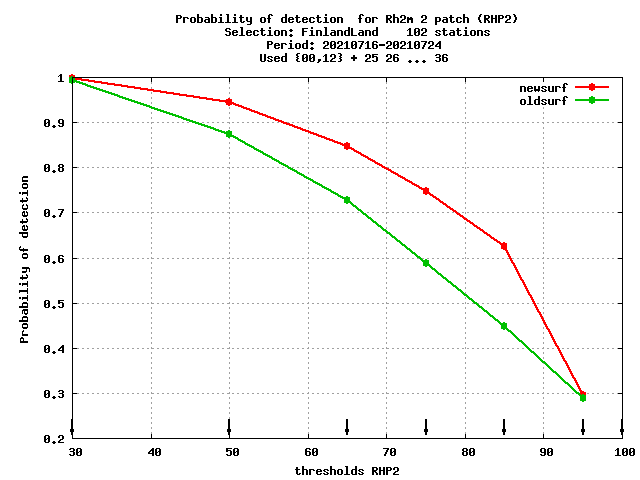 Probability of detection  for Rh2m 2 patch (RHP2)
Selection: FinlandLand    102 stations
Period: 20210716-20210724
Used {00,12} + 25 26 ... 36
newsurf
oldsurf
Probability of detection
1
0.9
0.8
0.7
0.6
0.5
0.4
0.3
0.2
30 40 50 60 70 80 90 100
thresholds RHP2